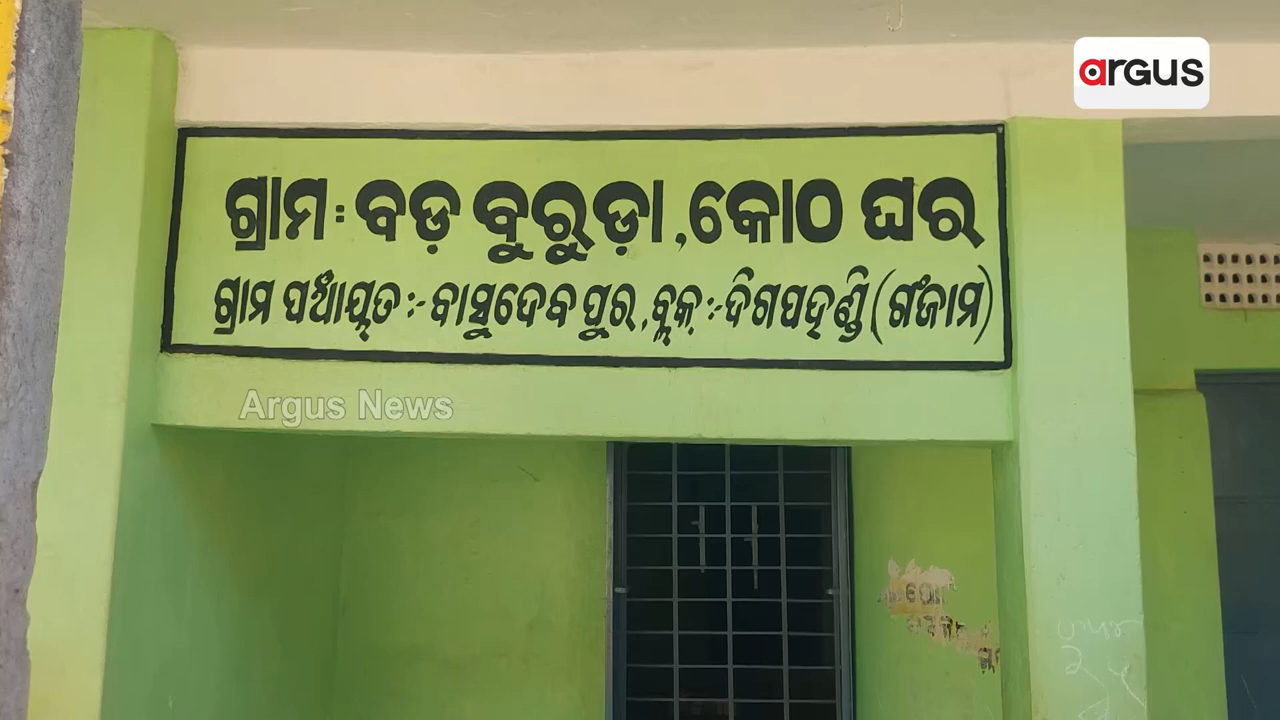 argus
ଗ୍ରାମ : ବଡ଼ ବୁରୁଡ଼ା , କୋଠ ଘର
ଗ୍ରାମ ପଞ୍ଚାୟତ :- ବାସୁଦେବପୁର , ବ୍ଲକ୍ :- ଦିଗପହଣ୍ଡି (ଗଂଜାମ)
Argus News